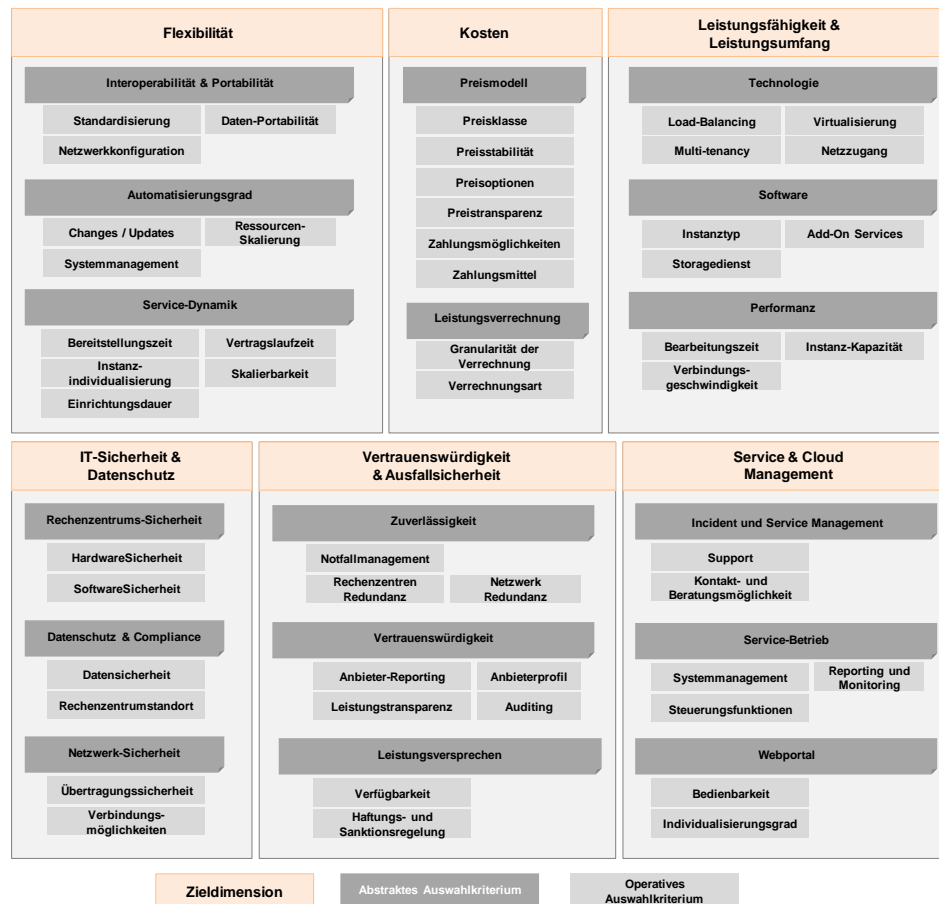 Flexibilität
Interoperabilität & Portabilität
Standardisierung
Daten-Portabilität
Netzwerkkonfiguration
Automatisierungsgrad
Changes / Updates
Ressourcen-
Skalierung
Systemmanagement
Service-Dynamik
Bereitstellungszeit
Vertragslaufzeit
Instanz-
individualisierung
Skalierbarkeit
Einrichtungsdauer
Kosten
Preismodell
Preisklasse
Preisstabilität
Preisoptionen
Preistransparenz
Zahlungsmöglichkeiten
Zahlungsmittel
Leistungsverrechnung
Granularität der
Verrechnung
Verrechnungsart
Leistungsfähigkeit &
Leistungsumfang
Technologie
Load-Balancing
Virtualisierung
Multi-tenancy
Netzzugang
Software
Instanztyp
Add-On Services
Storagedienst
Performanz
Bearbeitungszeit
Instanz-Kapazität
Verbindungs-
geschwindigkeit
IT-Sicherheit &
Datenschutz
Rechenzentrums-Sicherheit
HardwareSicherheit
SoftwareSicherheit
Datenschutz & Compliance
Datensicherheit
Rechenzentrumstandort
Netzwerk-Sicherheit
Übertragungssicherheit
Verbindungs-
möglichkeiten
Vertrauenswürdigkeit
& Ausfallsicherheit
Zuverlässigkeit
Notfallmanagement
Rechenzentren
Redundanz
Netzwerk
Redundanz
Vertrauenswürdigkeit
Anbieter-Reporting
Anbieterprofil
Leistungstransparenz
Auditing
Leistungsversprechen
Verfügbarkeit
Haftungs- und
Sanktionsregelung
Service & Cloud
Management
Incident und Service Management
Support
Kontakt- und
Beratungsmöglichkeit
Service-Betrieb
Systemmanagement
Reporting und
Monitoring
Steuerungsfunktionen
Webportal
Bedienbarkeit
Individualisierungsgrad
Zieldimension
Abstraktes Auswahlkriterium
Operatives
Auswahlkriterium